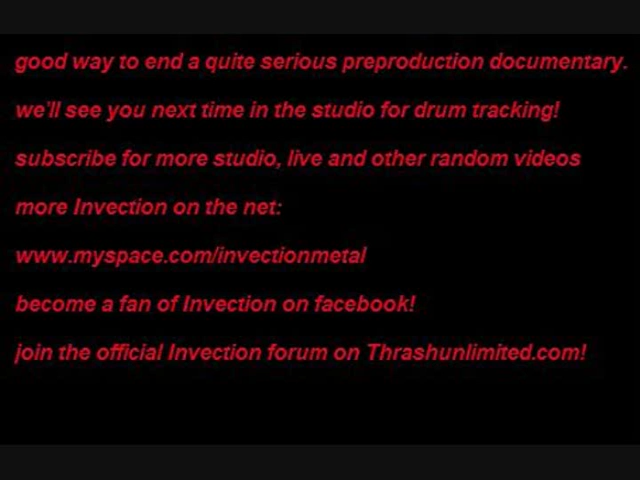 good way to end a quite serious preproduction documentary.
we'll see you next time in the studio for drum tracking!
subscribe for more studio, live and other random videos
more Invection on the net:
www.myspace.com/invectionmetal
become a fan of Invection on facebook!
join the official Invection forum on Thrashunlimited.com!